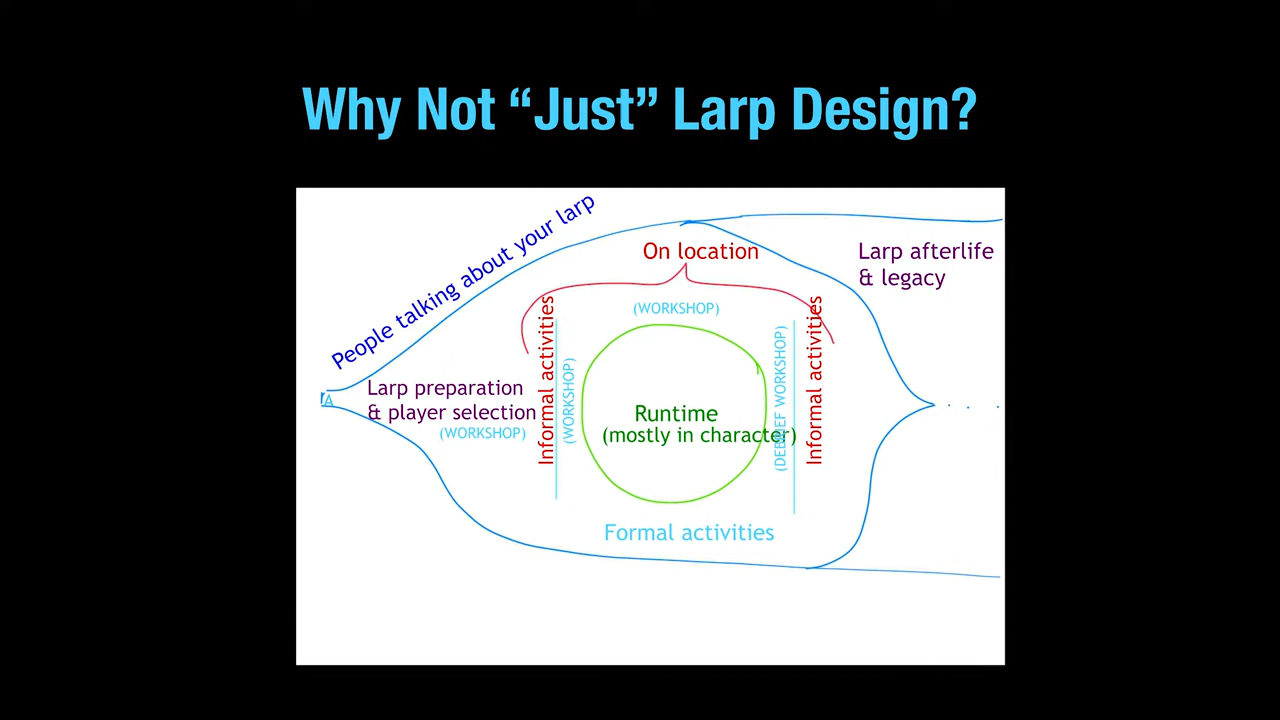 Why Not “Just” Larp Design?
People talking about your larp
On location
Larp afterlife
& legacy
(WORKSHOP)
Larp preparation
& player selection
(WORKSHOP)
Informal activities
(WORKSHOP)
Runtime
(mostly in character)
(DEBRIEF WORKSHOP)
Informal activities
Formal activities